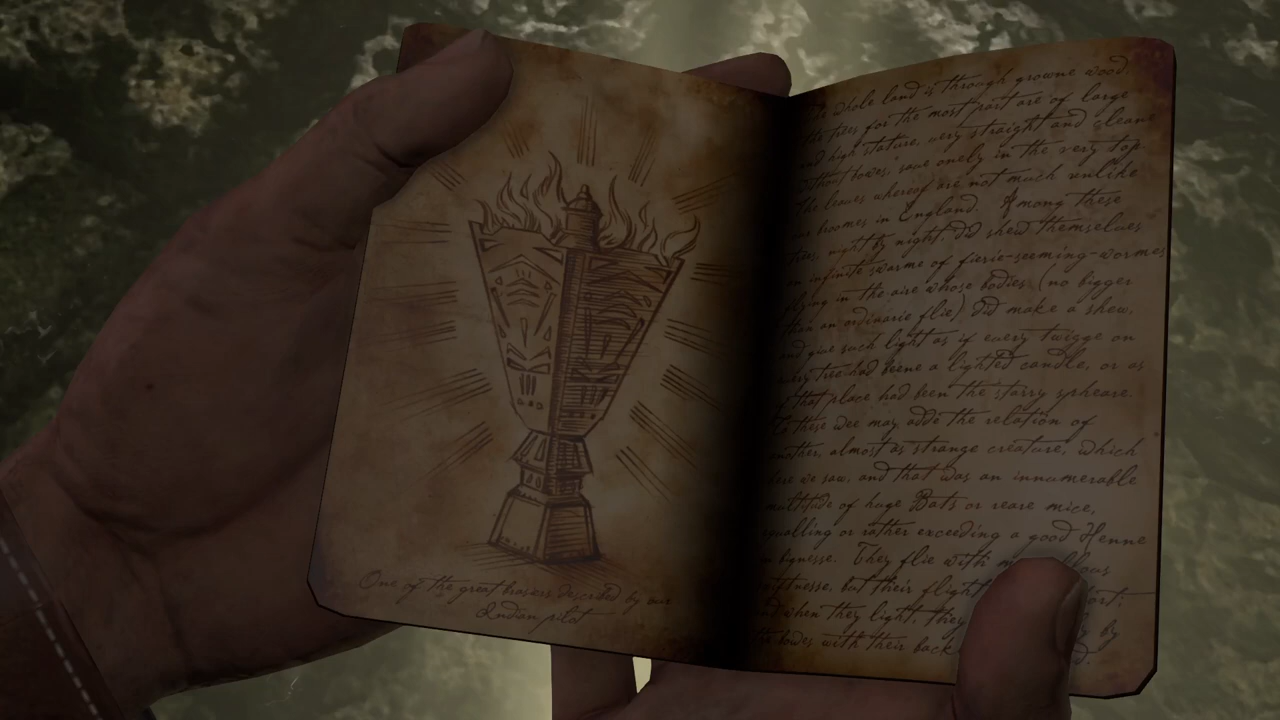 One of the great brasers described by our
Indian pilot
whole land is through growne wood.
the trees for the most part are of large
and high stature, very straight and cleane
without bowes, save onely in the very top
The leaves whereof are not much unlike
our broomes in England. Among these
trees, night by night, did shew themselves
an infinite swarme of fierie-seeming-wormes
flying in the aire whose bodies (no bigger
than an ordinarie flie) did make a shew,
and give such light as if every twigge on
every tree had beene a lighted candle, or as
if that place had been the starry spheare.
To these wee may adde the relation of
another, almost as strange creature, which
here we saw, and that was an innumerable
multitude of huge Bats or reare mice,
equalling or rather exceeding a good Henne
in bignesse. They flie with
swiftnesse, but their flight
and when they light, they by
the bowes with their back